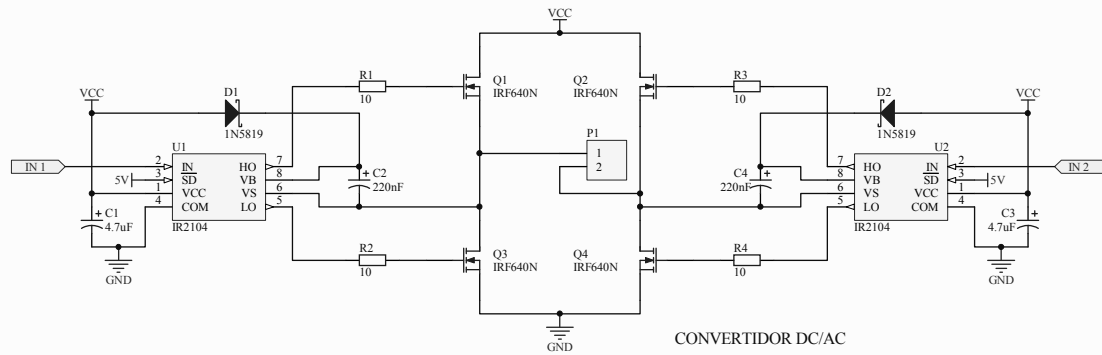 VCC
Q1
IRF640N
Q2
IRF640N
R1
10
R3
10
VCC
D1
1N5819
D2
1N5819
VCC
P1
1
2
IN 1
U1
2 IN HO 7
5V 3 SD VB 8
1 VCC VS 6
4 COM LO 5
IR2104
C2
220nF
C4
220nF
U2
7 HO IN 2
8 VB SD 3 5V
6 VS VCC 1
5 LO COM 4
IR2104
IN 2
C1
4.7uF
C3
4.7uF
GND
R2
10
Q3
IRF640N
Q4
IRF640N
R4
10
GND
GND
CONVERTIDOR DC/AC